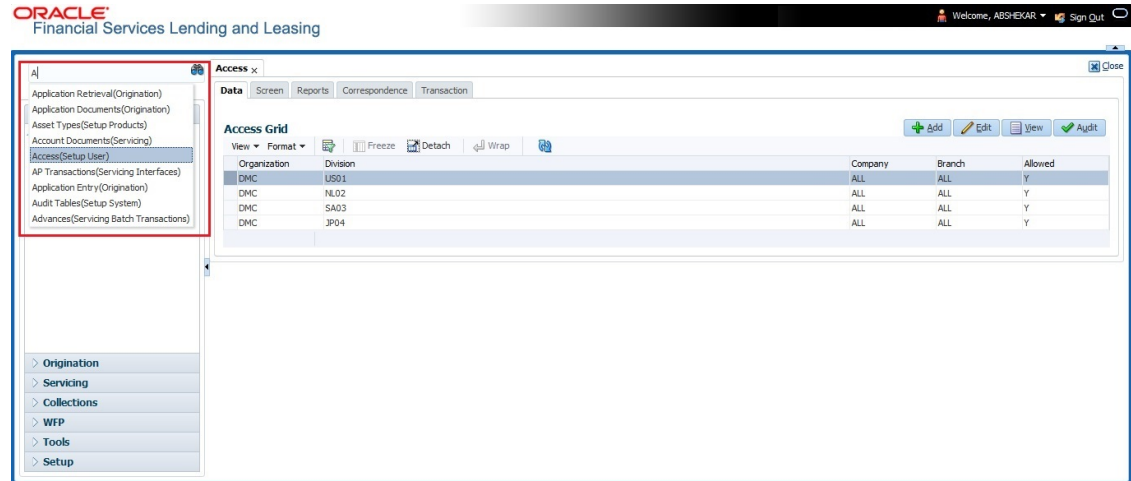 ORACLE'
Financial Services Lending and Leasing
Welcome, ABSHEKAR
Sign Out
A
Application Retrieval(Origination)
Application Documents(Origination)
Asset Types(Setup Products)
Account Documents(Servicing)
Access(Setup User)
AP Transactions(Servicing Interfaces)
Application Entry(Origination)
Audit Tables(Setup System)
Advances(Servicing Batch Transactions)
Origination
Servicing
Collections
WFP
Tools
Setup
Access x
Close
Data Screen Reports Correspondence Transaction
Access Grid
Add Edit View Audit
View Format Freeze Detach Wrap
Organization Division Company Branch Allowed
DMC US01 ALL ALL Y
DMC NL02 ALL ALL Y
DMC SA03 ALL ALL Y
DMC JP04 ALL ALL Y